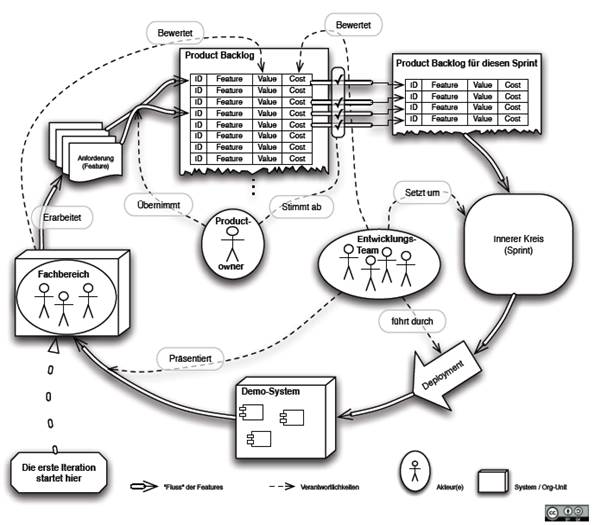 Bewertet
Bewertet
Product Backlog
ID Feature Value Cost
ID Feature Value Cost
ID Feature Value Cost
ID Feature Value Cost
ID Feature Value Cost
ID Feature Value Cost
ID Feature Value Cost
ID Feature Value Cost
Product Backlog für diesen Sprint
ID Feature Value Cost
ID Feature Value Cost
ID Feature Value Cost
ID Feature Value Cost
Anforderung
(Feature)
Erarbeitet
Übernimmt
Stimmt ab
Setzt um
Product-
owner
Entwicklungs-
Team
Innerer Kreis
(Sprint)
Fachbereich
führt durch
Präsentiert
Deployment
Demo-System
Die erste Iteration
startet hier
"Fluss" der Features
Verantwortlichkeiten
Akteur(e)
System / Org-Unit